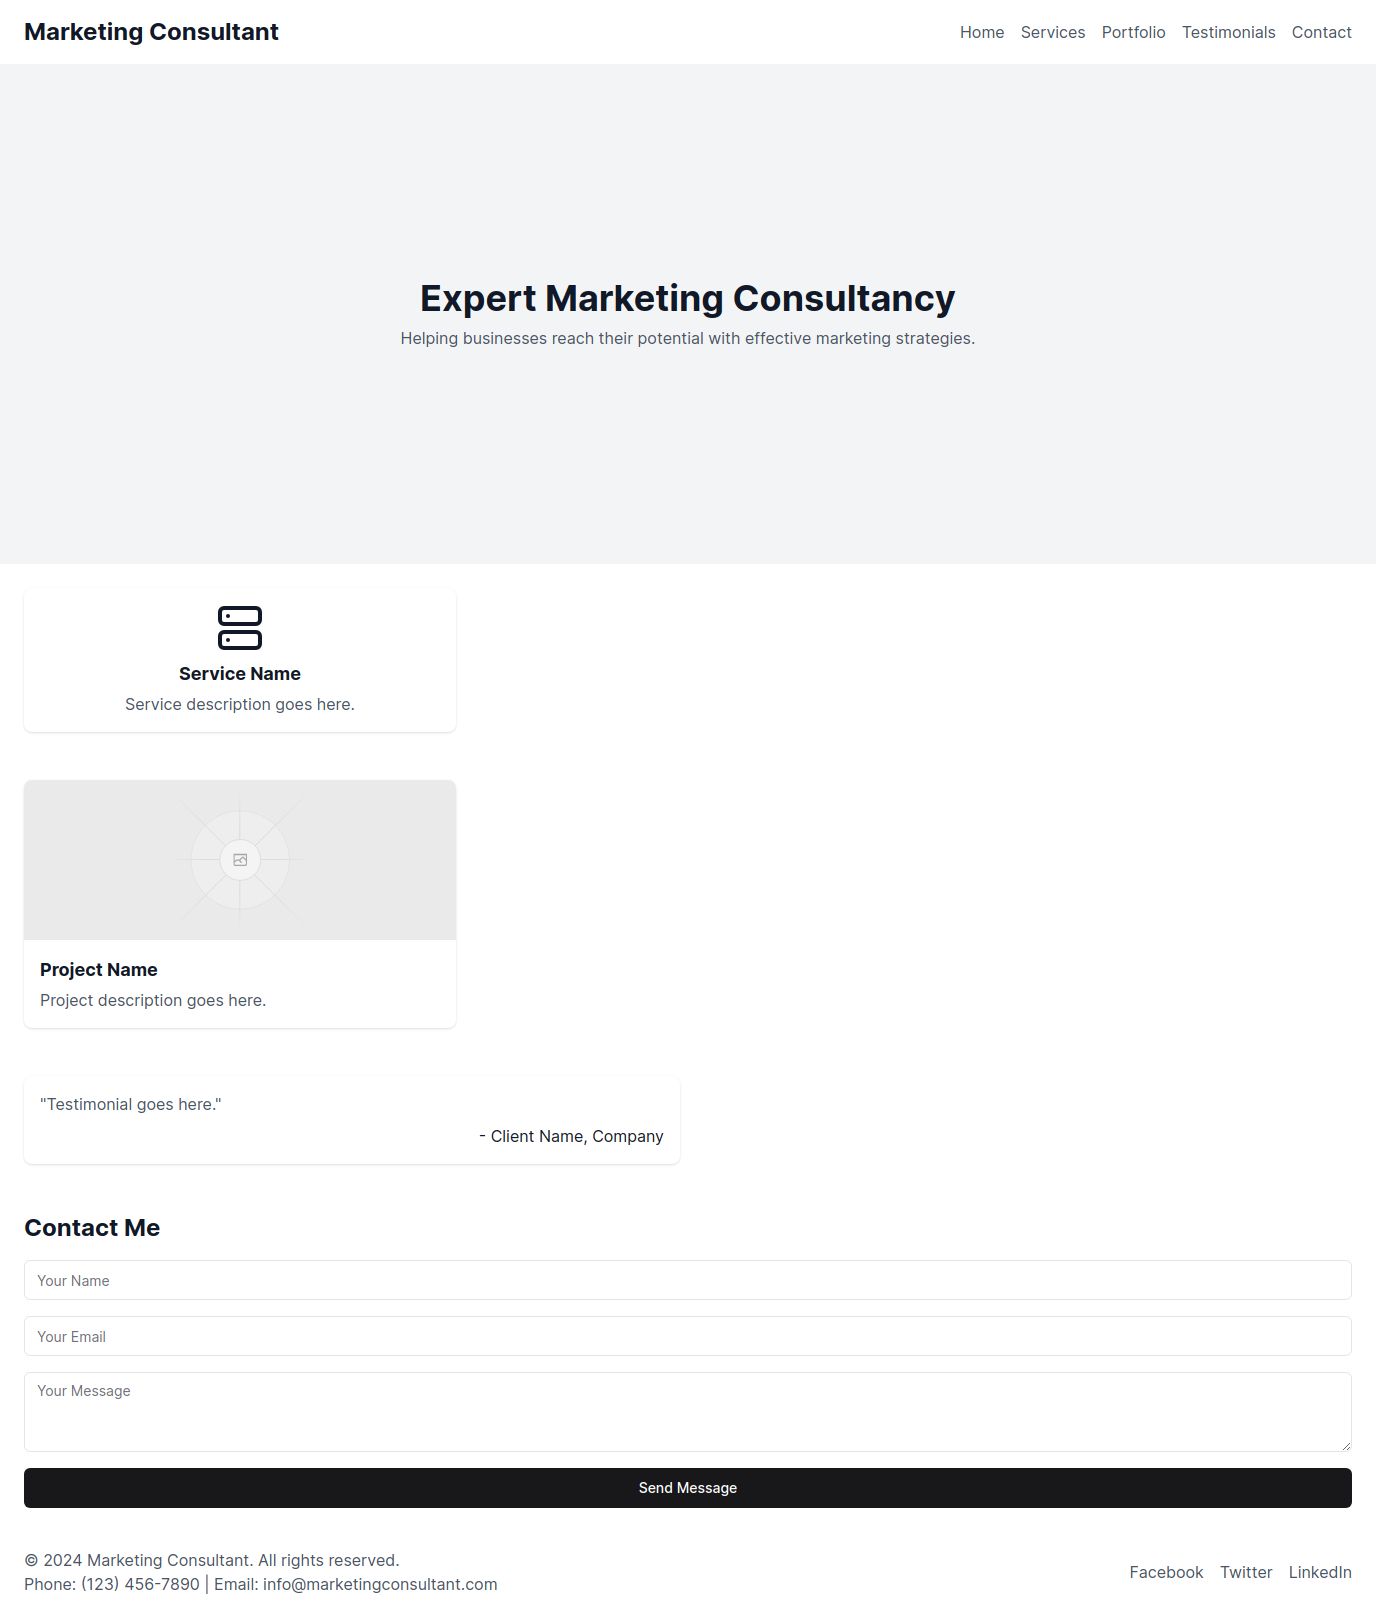 Marketing Consultant
Home Services Portfolio Testimonials Contact
Expert Marketing Consultancy
Helping businesses reach their potential with effective marketing strategies.
Service Name
Service description goes here.
Project Name
Project description goes here.
"Testimonial goes here."
- Client Name, Company
Contact Me
Your Name
Your Email
Your Message
Send Message
© 2024 Marketing Consultant. All rights reserved.
Phone: (123) 456-7890 | Email: info@marketingconsultant.com
Facebook Twitter LinkedIn